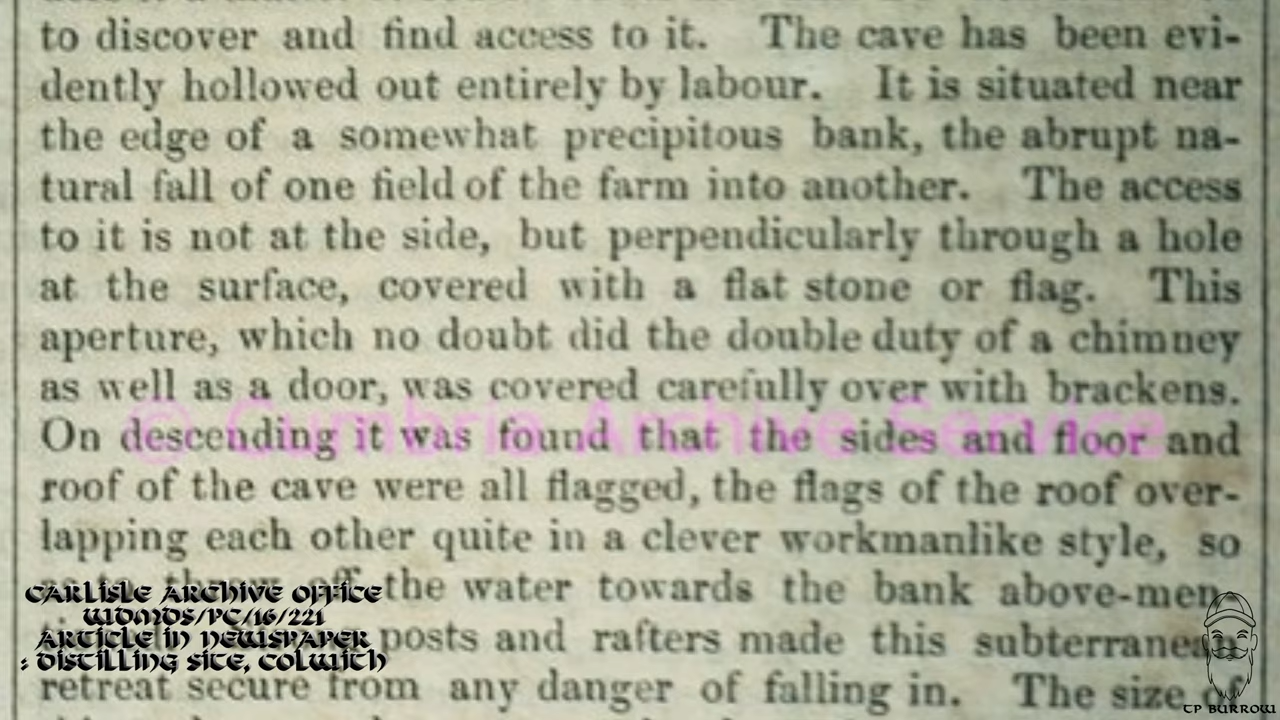 to discover and find access to it. The cave has been evi-
dently hollowed out entirely by labour. It is situated near
the edge of a somewhat precipitous bank, the abrupt na-
tural fall of one field of the farm into another. The access
to it is not at the side, but perpendicularly through a hole
at the surface, covered with a flat stone or flag. This
aperture, which no doubt did the double duty of a chimney
as well as a door, was covered carefully over with brackens.
© Cumbria Archive Service
On descending it was found that the sides and floor and
roof of the cave were all flagged, the flags of the roof over-
lapping each other quite in a clever workmanlike style, so
as to throw off the water towards the bank above-men
posts and rafters made this subterranea
retreat secure from any danger of falling in. The size of
CARLISLE ARCHIVE OFFICE
WDMDS/PC/16/221
ARTICLE IN NEWSPAPER
: DISTILLING SITE, COLWITH
TP BURROW